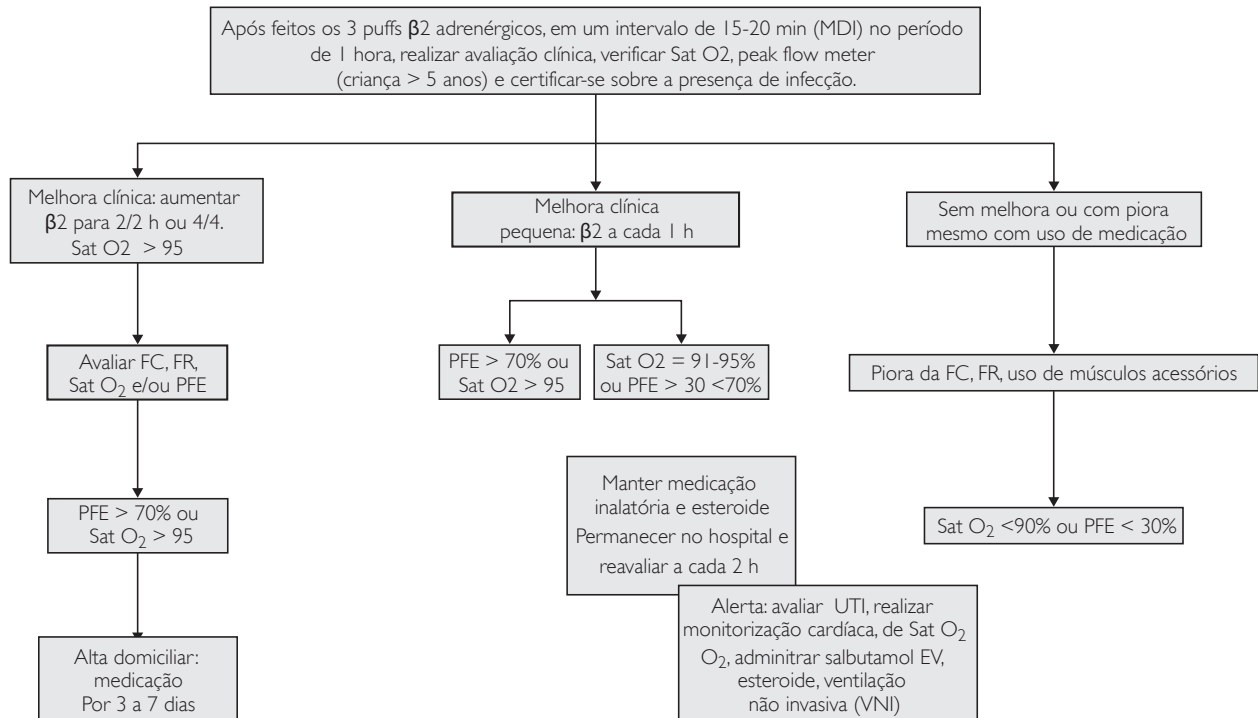 Após feitos os 3 puffs β2 adrenérgicos, em um intervalo de 15-20 min (MDI) no período
de 1 hora, realizar avaliação clínica, verificar Sat O2, peak flow meter
(criança > 5 anos) e certificar-se sobre a presença de infecção.
Melhora clínica: aumentar
β2 para 2/2 h ou 4/4.
Sat O2 > 95
Melhora clínica
pequena: β2 a cada 1 h
Sem melhora ou com piora
mesmo com uso de medicação
Avaliar FC, FR,
Sat O2 e/ou PFE
PFE > 70% ou
Sat O2 > 95
Sat O2 = 91-95%
ou PFE > 30 <70%
Piora da FC, FR, uso de músculos acessórios
PFE > 70% ou
Sat O2 > 95
Manter medicação
inalatória e esteroide
Permanecer no hospital e
reavaliar a cada 2 h
Sat O2 <90% ou PFE < 30%
Alta domiciliar:
medicação
Por 3 a 7 dias
Alerta: avaliar UTI, realizar
monitorização cardíaca, de Sat O2
O2, adminitrar salbutamol EV,
esteroide, ventilação
não invasiva (VNI)